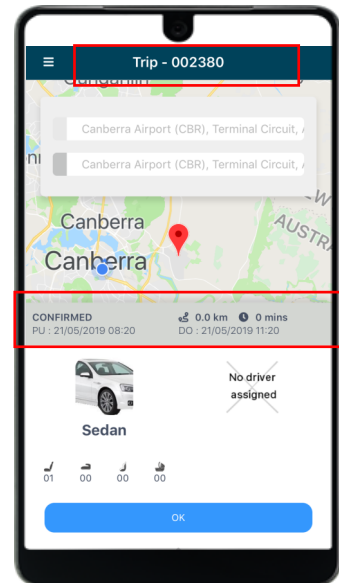 Trip - 002380
Canberra Airport (CBR), Terminal Circuit,
Canberra Airport (CBR), Terminal Circuit,
Canberra
Canberra
CONFIRMED 0.0 km 0 mins
PU : 21/05/2019 08:20 DO : 21/05/2019 11:20
No driver
assigned
Sedan
01 00 00 00
OK